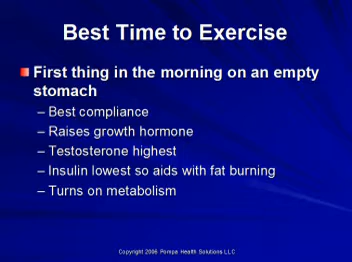 Best Time to Exercise
First thing in the morning on an empty
stomach
– Best compliance
– Raises growth hormone
– Testosterone highest
– Insulin lowest so aids with fat burning
– Turns on metabolism
Copyright 2006 Pompa Health Solutions LLC